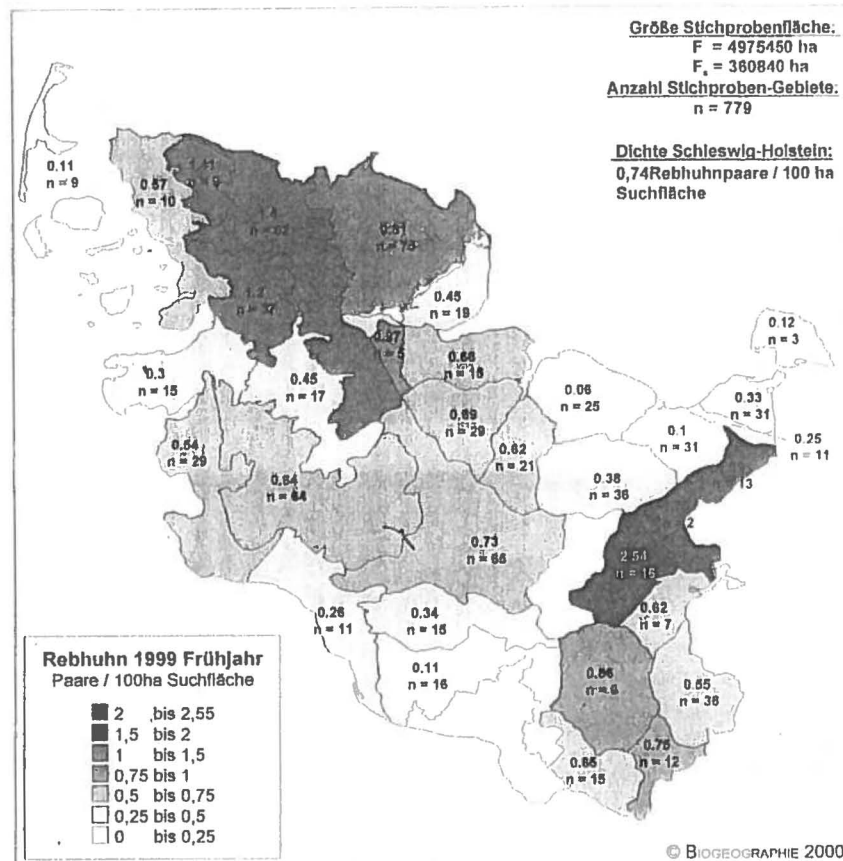 Größe Stichprobenfläche:
F = 4975450 ha
Fₛ = 360840 ha
Anzahl Stichproben-Gebiete:
n = 779
Dichte Schleswig-Holstein:
0,74Rebhuhnpaare / 100 ha
Suchfläche
0.11
n = 9
0.57
n = 10
0.81
0.45
n = 19
0.12
n = 3
0.3
n = 15
0.45
n = 17
0.97
n = 5
0.06
n = 25
0.33
n = 31
0.1
n = 31
0.25
n = 11
n = 29
n = 29
0.62
n = 21
0.38
n = 36
n = 64
0.73
2.54
n = 16
0.62
n = 7
0.26
n = 11
0.34
n = 15
0.11
n = 16
0.55
n = 36
0.75
n = 12
n = 15
Rebhuhn 1999 Frühjahr
Paare / 100ha Suchfläche
2 bis 2,55
1,5 bis 2
1 bis 1,5
0,75 bis 1
0,5 bis 0,75
0,25 bis 0,5
0 bis 0,25
© BIOGEOGRAPHIE 2000